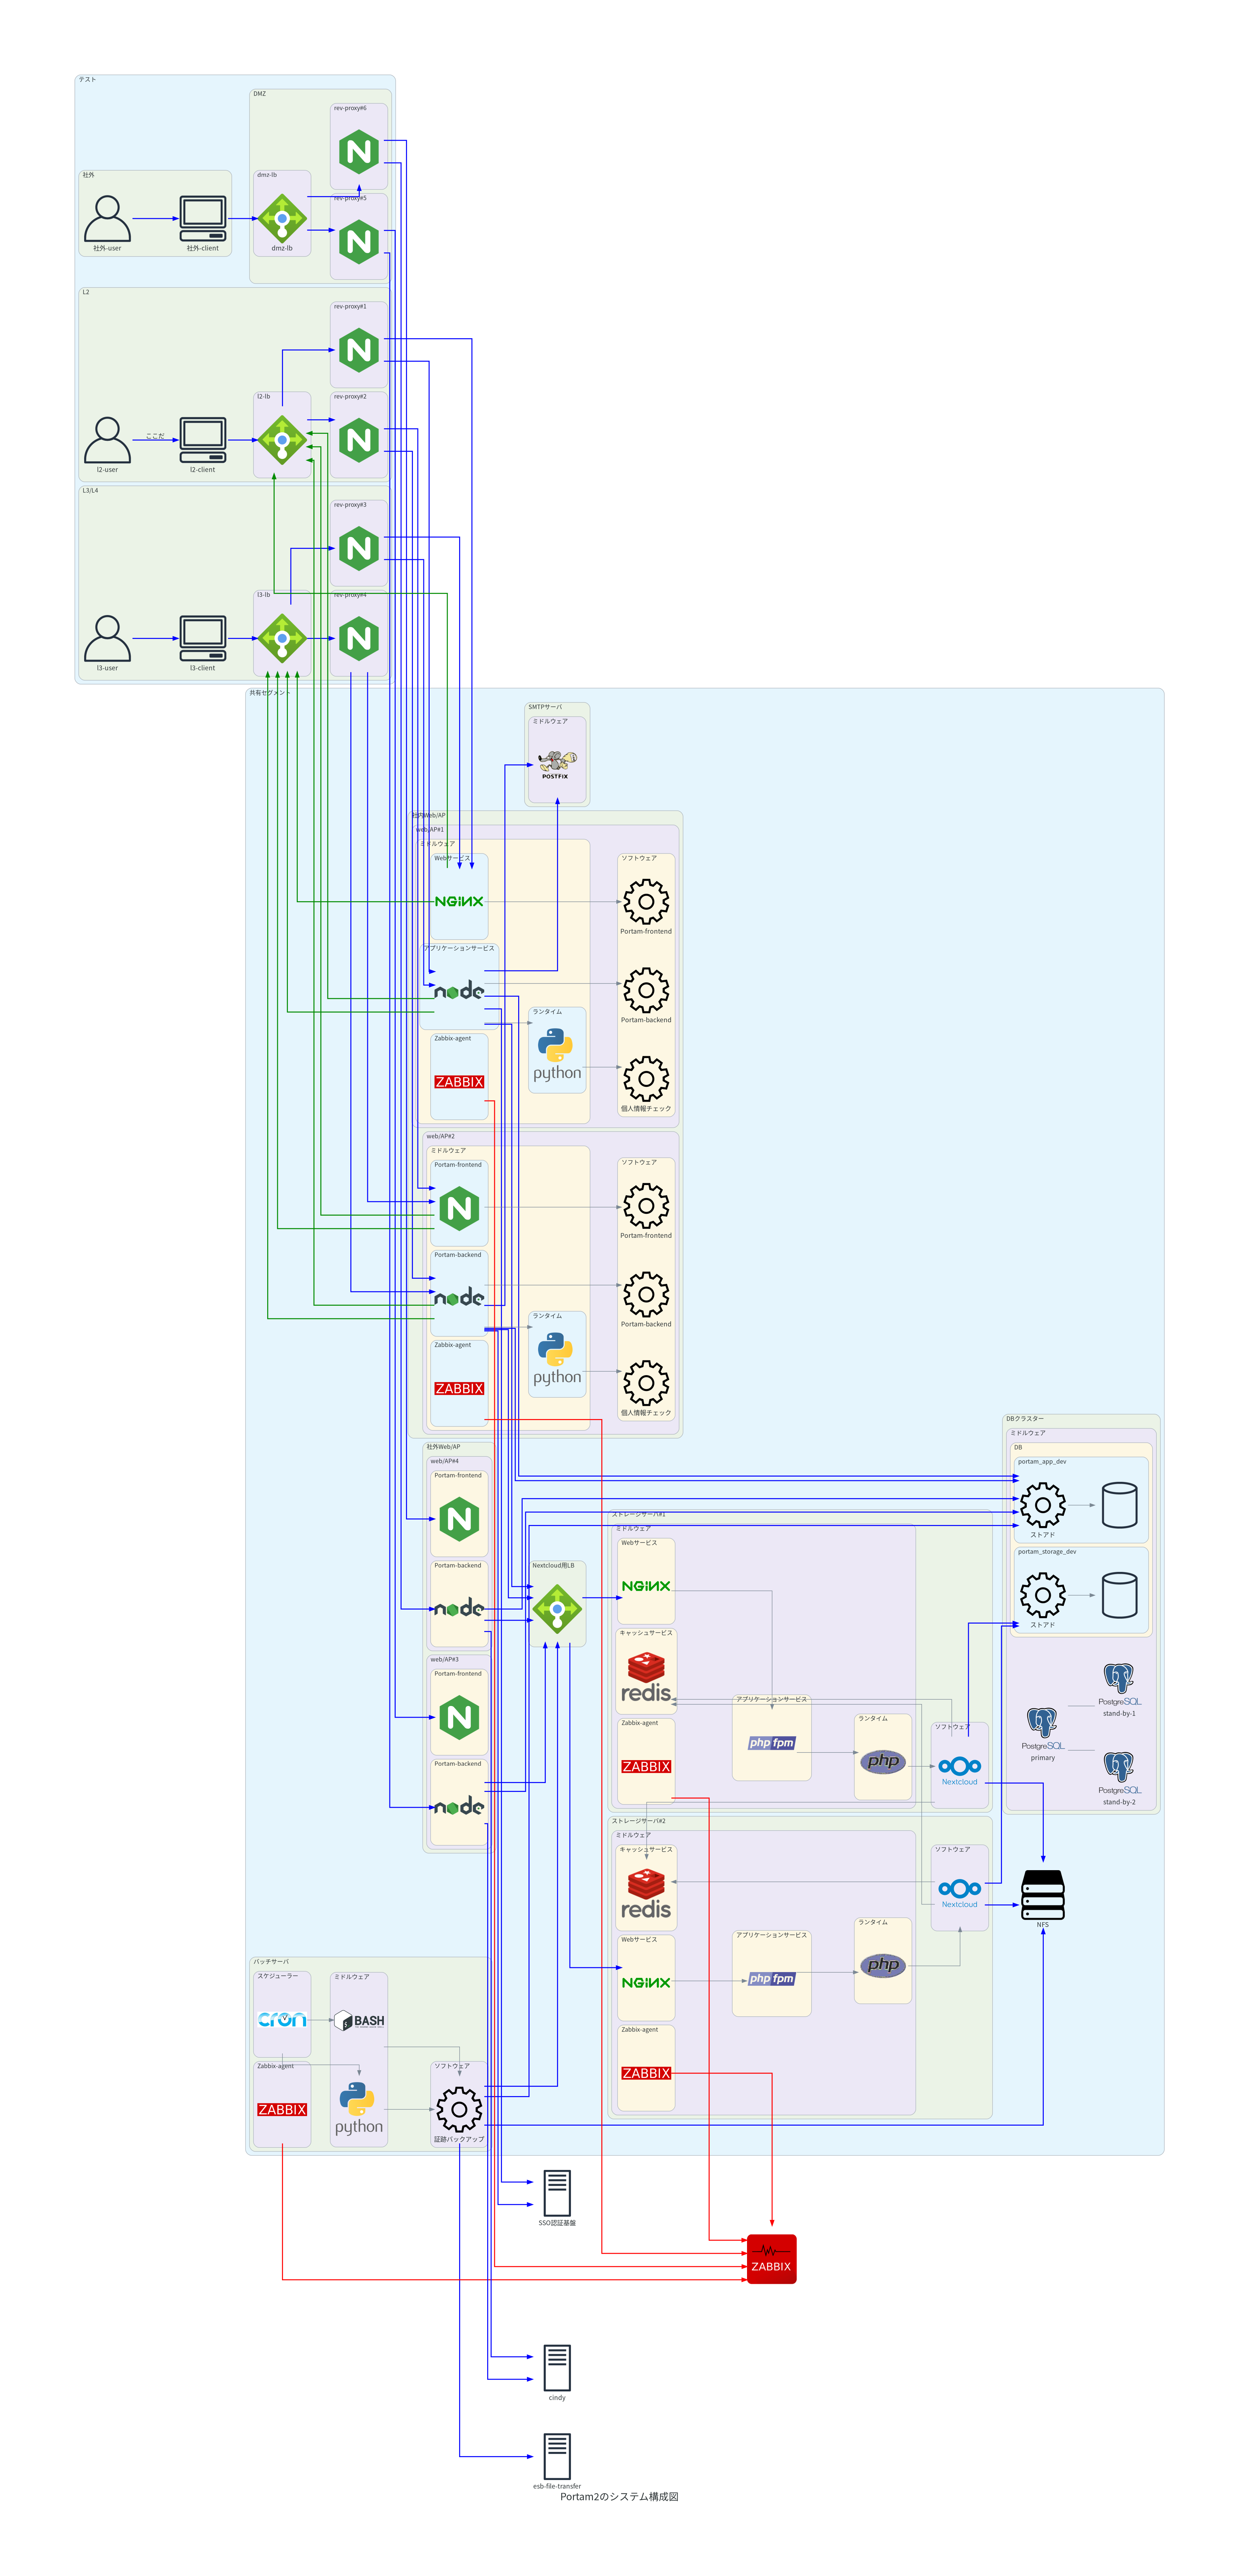 テスト
DMZ
rev-proxy#6
社外
社外-user
社外-client
dmz-lb
dmz-lb
rev-proxy#5
L2
rev-proxy#1
l2-user
ここだ
l2-client
l2-lb
rev-proxy#2
L3/L4
rev-proxy#3
l3-user
l3-client
l3-lb
rev-proxy#4
共有セグメント
SMTPサーバ
ミドルウェア
POSTFIX
社内Web/AP
web/AP#1
ミドルウェア
Webサービス
NGINX
ソフトウェア
Portam-frontend
アプリケーションサービス
node
Portam-backend
ランタイム
python
Zabbix-agent
ZABBIX
個人情報チェック
web/AP#2
ミドルウェア
Portam-frontend
ソフトウェア
Portam-frontend
Portam-backend
node
Portam-backend
ランタイム
python
Zabbix-agent
ZABBIX
個人情報チェック
社外Web/AP
web/AP#4
Portam-frontend
Portam-backend
node
web/AP#3
Portam-frontend
Portam-backend
node
Nextcloud用LB
ストレージサーバ#1
ミドルウェア
Webサービス
NGINX
キャッシュサービス
redis
Zabbix-agent
ZABBIX
アプリケーションサービス
php fpm
ランタイム
php
ソフトウェア
Nextcloud
DBクラスター
ミドルウェア
DB
portam_app_dev
ストアド
portam_storage_dev
ストアド
PostgreSQL
primary
PostgreSQL
stand-by-1
PostgreSQL
stand-by-2
ストレージサーバ#2
ミドルウェア
キャッシュサービス
redis
Webサービス
NGINX
Zabbix-agent
ZABBIX
アプリケーションサービス
php fpm
ランタイム
php
ソフトウェア
Nextcloud
NFS
バッチサーバ
スケジューラー
cron
ミドルウェア
BASH
Zabbix-agent
ZABBIX
python
ソフトウェア
証跡バックアップ
SSO認証基盤
ZABBIX
cindy
esb-file-transfer
Portam2のシステム構成図